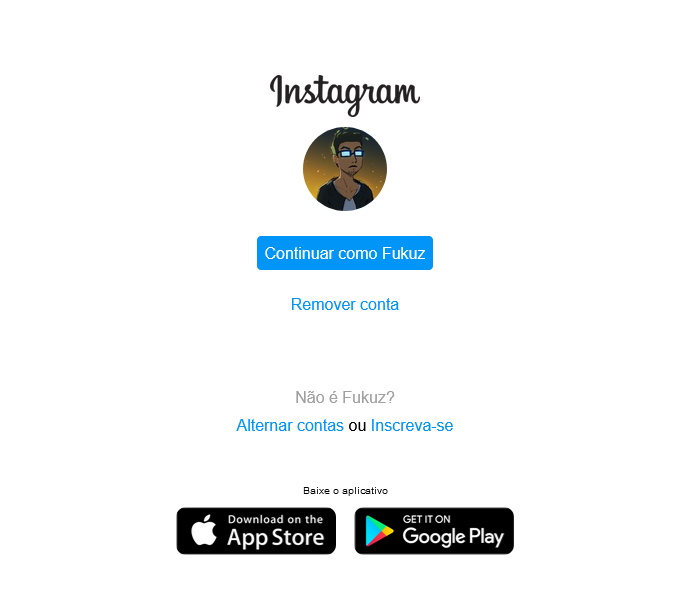 Instagram
Continuar como Fukuz
Remover conta
Não é Fukuz?
Alternar contas ou Inscreva-se
Baixe o aplicativo
Download on the
App Store
GET IT ON
Google Play